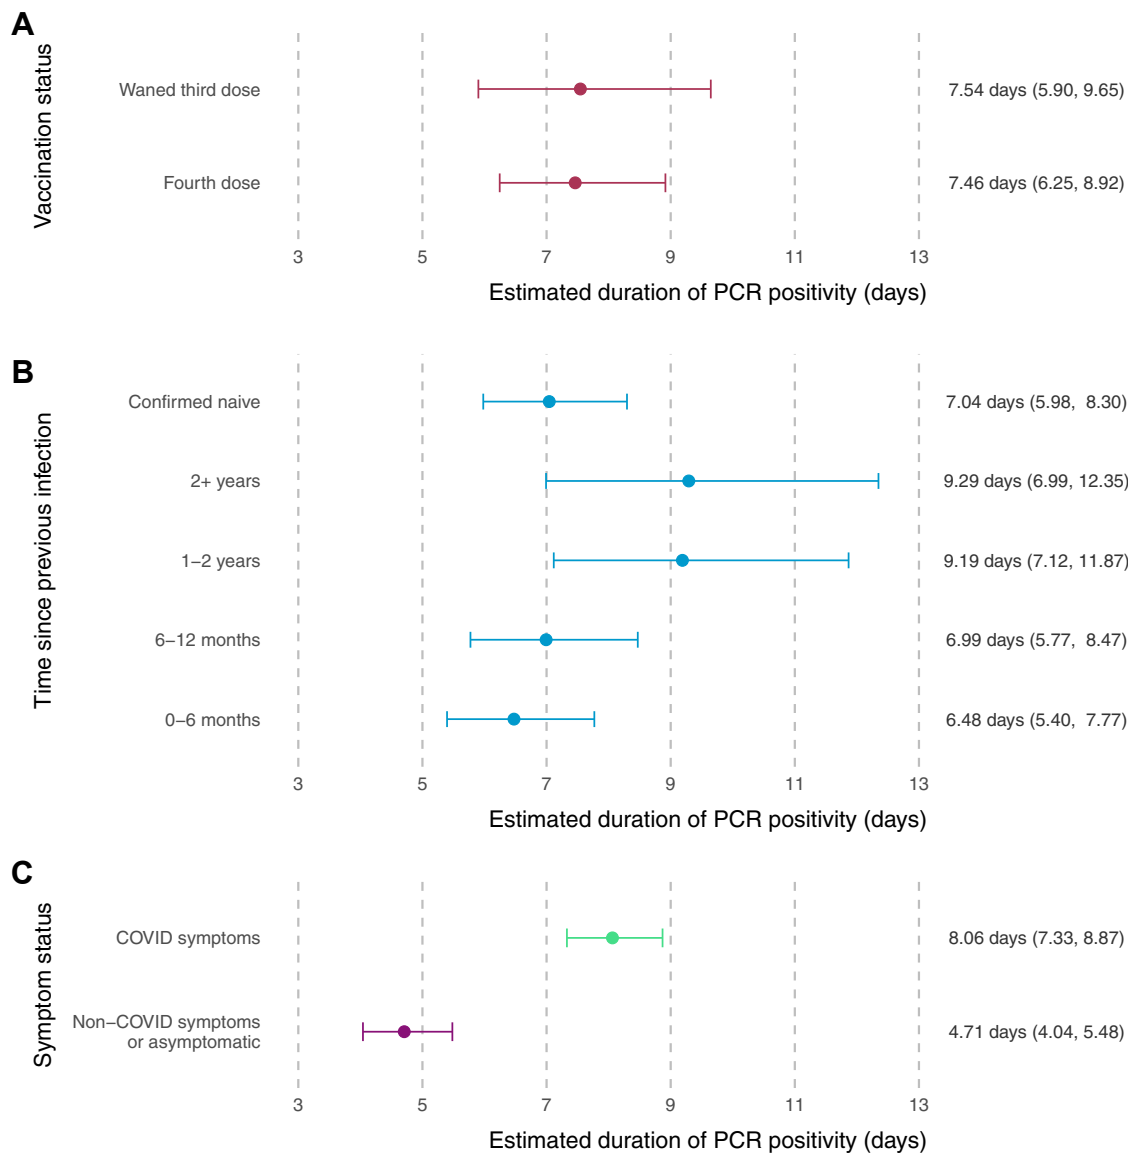 A
Vaccination status
Waned third dose
7.54 days (5.90, 9.65)
Fourth dose
7.46 days (6.25, 8.92)
3 5 7 9 11 13
Estimated duration of PCR positivity (days)
B
Time since previous infection
Confirmed naive
7.04 days (5.98, 8.30)
2+ years
9.29 days (6.99, 12.35)
1–2 years
9.19 days (7.12, 11.87)
6–12 months
6.99 days (5.77, 8.47)
0–6 months
6.48 days (5.40, 7.77)
3 5 7 9 11 13
Estimated duration of PCR positivity (days)
C
Symptom status
COVID symptoms
8.06 days (7.33, 8.87)
Non–COVID symptoms
or asymptomatic
4.71 days (4.04, 5.48)
3 5 7 9 11 13
Estimated duration of PCR positivity (days)